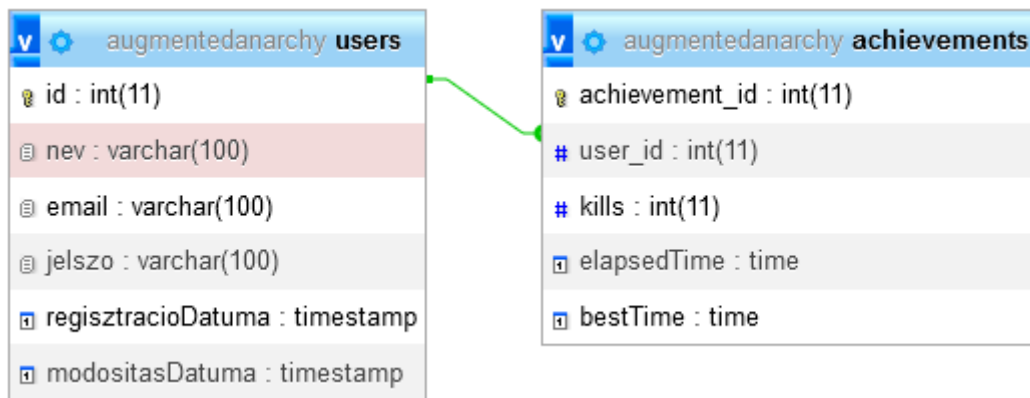 v augmentedanarchy users
id : int(11)
nev : varchar(100)
email : varchar(100)
jelszo : varchar(100)
regisztracioDatuma : timestamp
modositasDatuma : timestamp
v augmentedanarchy achievements
achievement_id : int(11)
# user_id : int(11)
# kills : int(11)
elapsedTime : time
bestTime : time